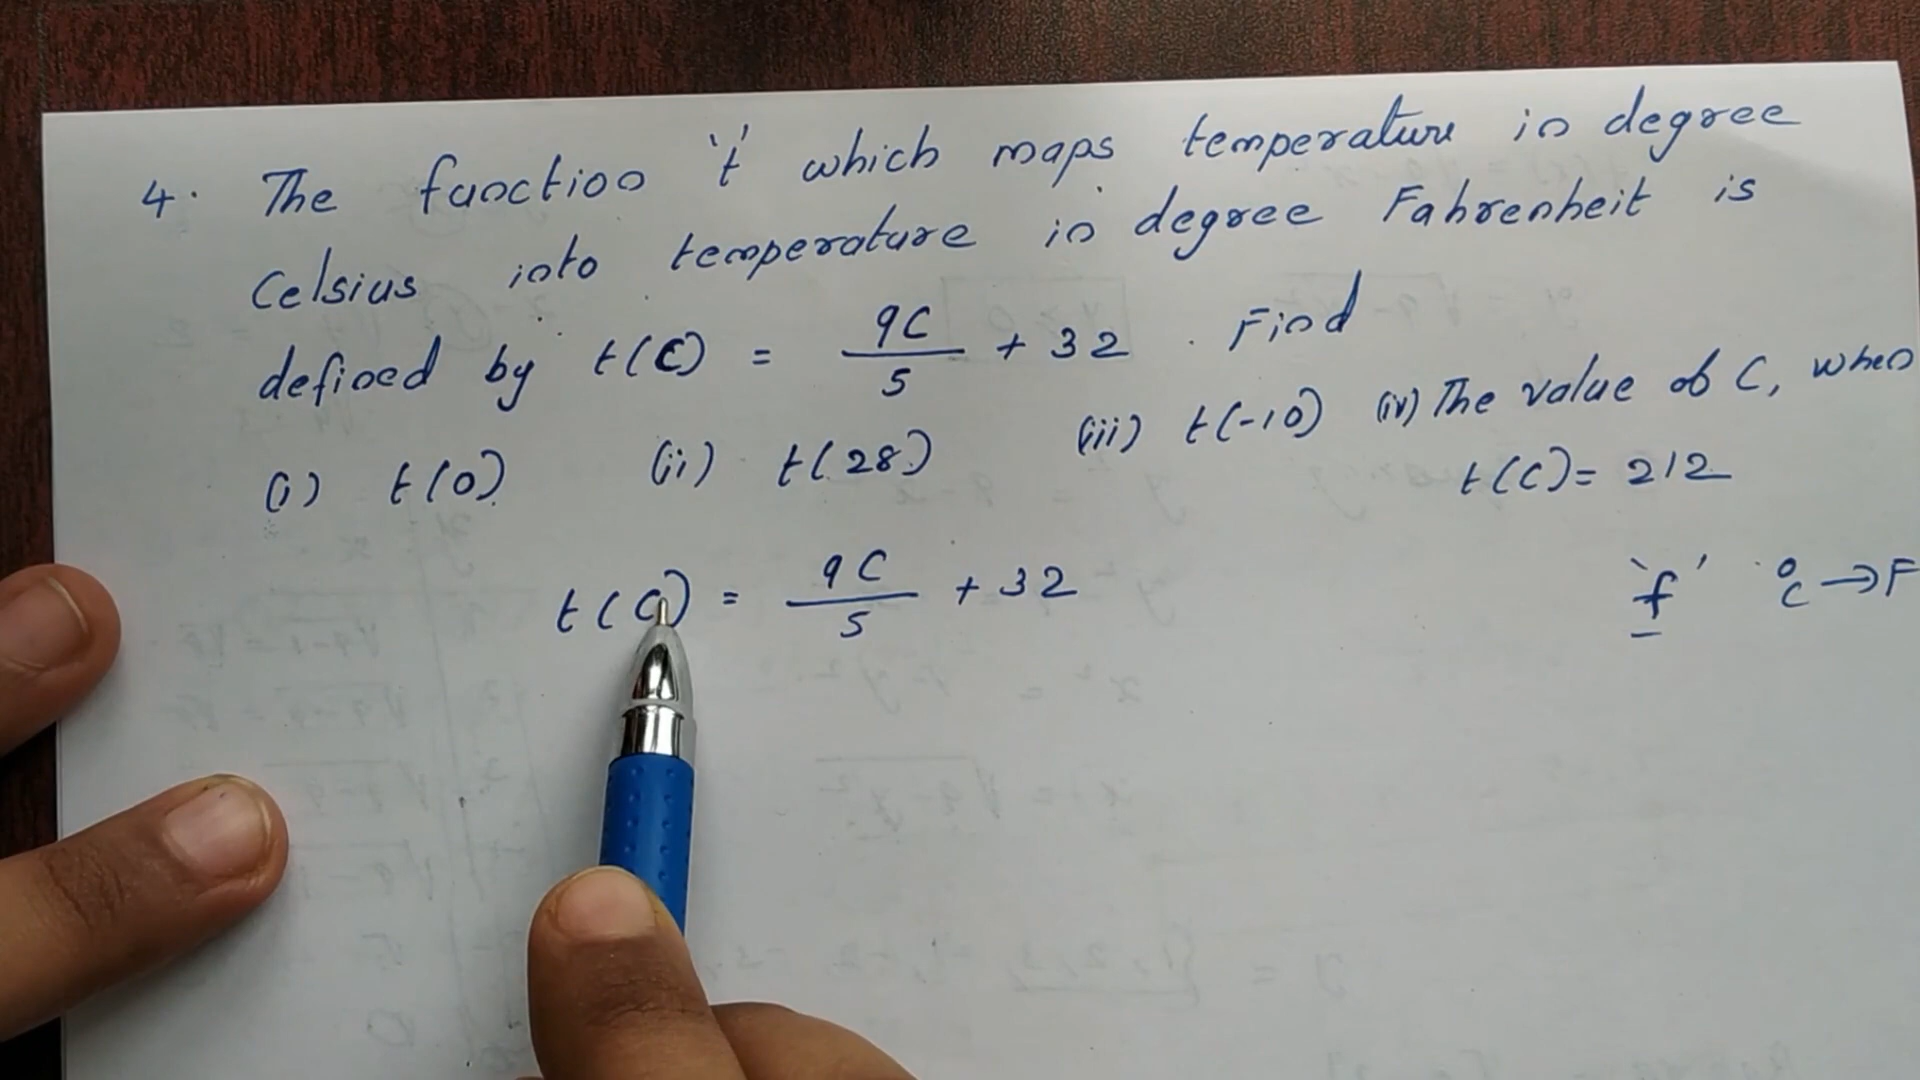 4. The function 't' which maps temperature in degree
Celsius into temperature in degree Fahrenheit is
defined by t(C) = 9C/5 + 32. Find
(i) t(0) (ii) t(28) (iii) t(-10) (iv) The value of C, when
t(C) = 212
t(C) = 9C/5 + 32
'f' °C → F